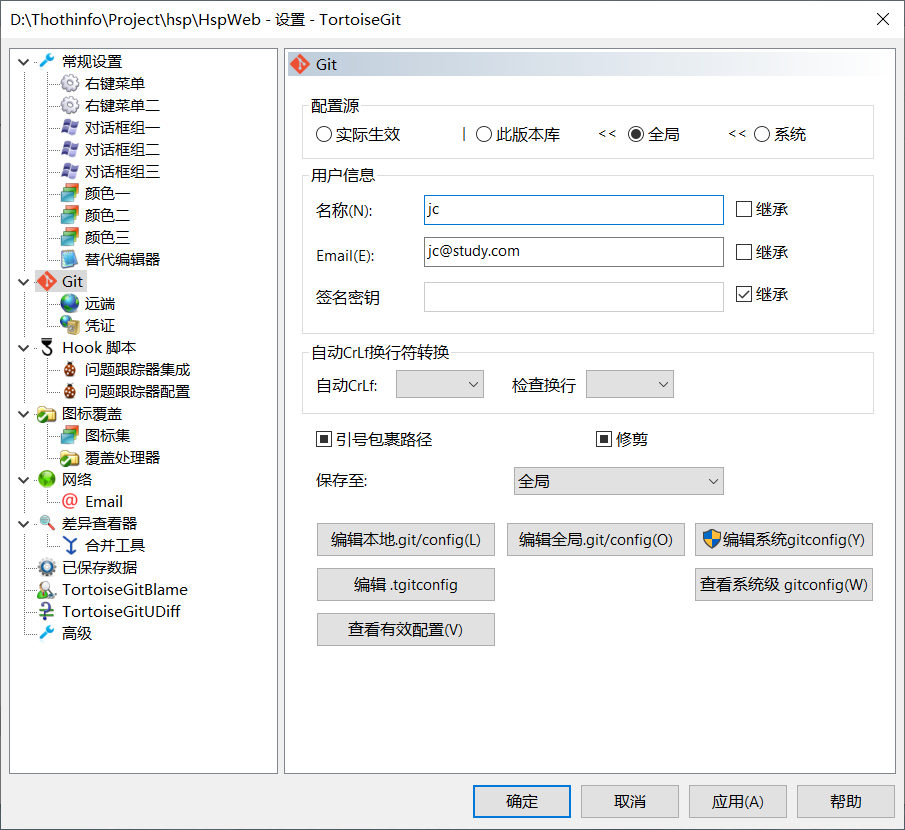 D:\Thothinfo\Project\hsp\HspWeb - 设置 - TortoiseGit
常规设置
右键菜单
右键菜单二
对话框组一
对话框组二
对话框组三
颜色一
颜色二
颜色三
替代编辑器
Git
远端
凭证
Hook 脚本
问题跟踪器集成
问题跟踪器配置
图标覆盖
图标集
覆盖处理器
网络
Email
差异查看器
合并工具
已保存数据
TortoiseGitBlame
TortoiseGitUDiff
高级
Git
配置源
实际生效 | 此版本库 << 全局 << 系统
用户信息
名称(N): jc 继承
Email(E): jc@study.com 继承
签名密钥 继承
自动CrLf换行符转换
自动CrLf: 检查换行
引号包裹路径 修剪
保存至: 全局
编辑本地.git/config(L) 编辑全局.git/config(O) 编辑系统gitconfig(Y)
编辑 .tgitconfig 查看系统级 gitconfig(W)
查看有效配置(V)
确定 取消 应用(A) 帮助